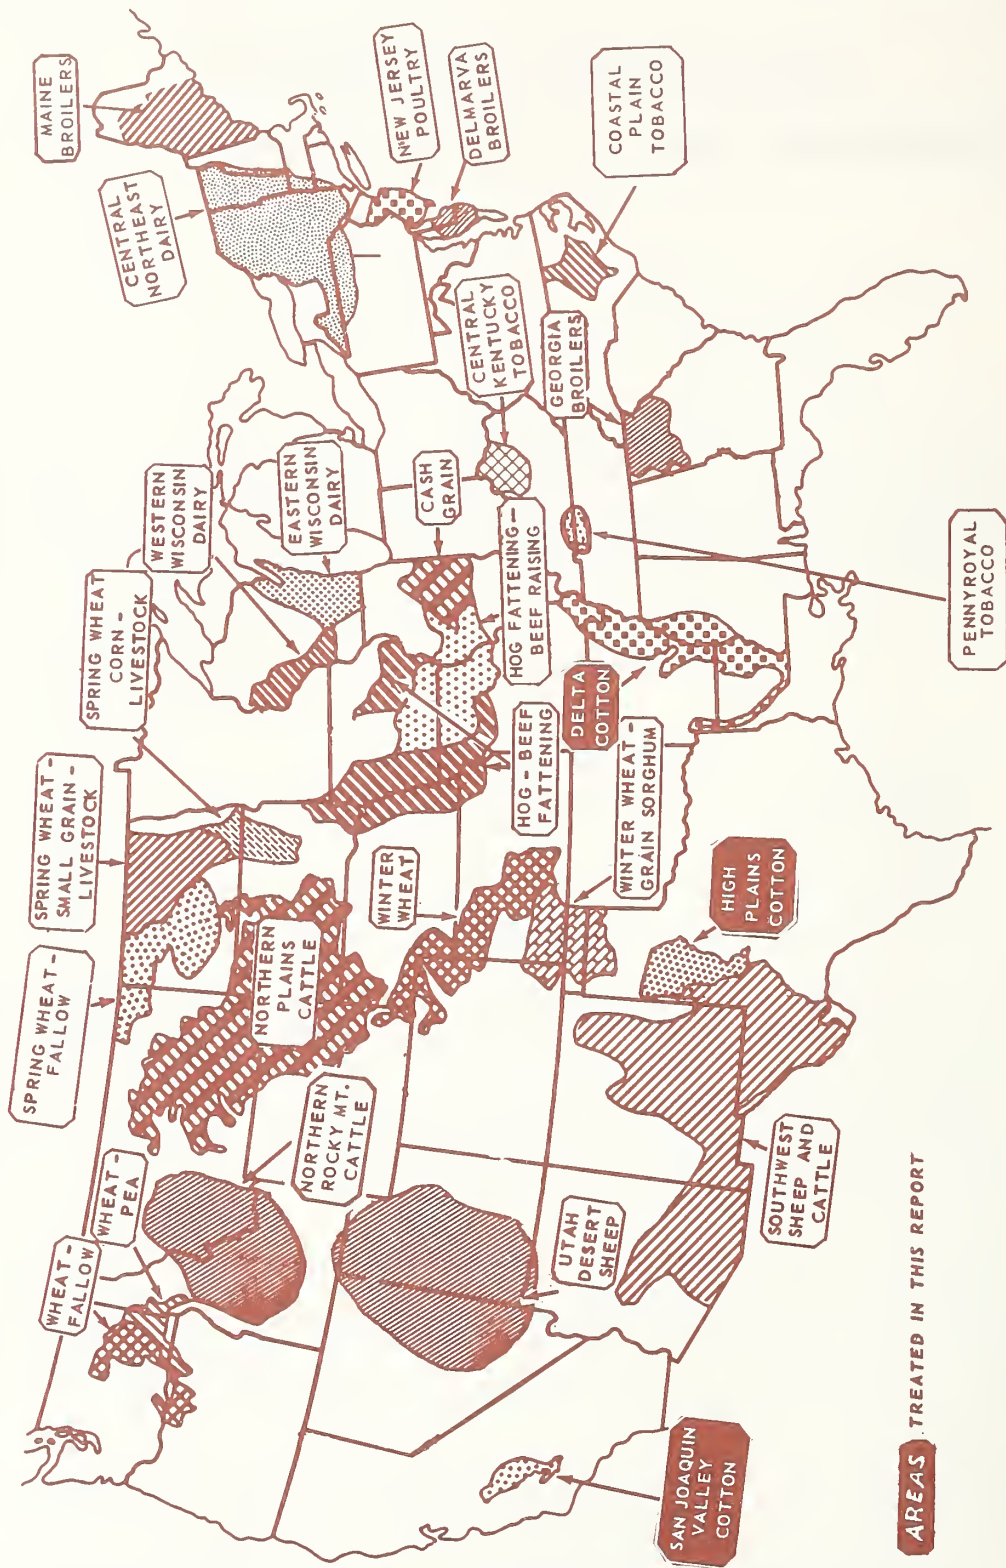 MAINE
BROILERS
CENTRAL
NORTHEAST
DAIRY
NEW JERSEY
POULTRY
DELMARVA
BROILERS
COASTAL
PLAIN
TOBACCO
CENTRAL
KENTUCKY
TOBACCO
GEORGIA
BROILERS
WESTERN
WISCONSIN
DAIRY
EASTERN
WISCONSIN
DAIRY
CASH
GRAIN
HOG FATTENING—
BEEF RAISING
PENNYROYAL
TOBACCO
SPRING WHEAT
CORN –
LIVESTOCK
SPRING WHEAT–
SMALL GRAIN –
LIVESTOCK
SPRING WHEAT–
FALLOW
HOG – BEEF
FATTENING
DELTA
COTTON
WINTER WHEAT–
GRAIN SORGHUM
WINTER
WHEAT
HIGH
PLAINS
COTTON
NORTHERN
PLAINS
CATTLE
NORTHERN
ROCKY MT.
CATTLE
WHEAT–
PEA
WHEAT–
FALLOW
UTAH
DESERT
SHEEP
SOUTHWEST
SHEEP AND
CATTLE
SAN JOAQUIN
VALLEY
COTTON
AREAS TREATED IN THIS REPORT